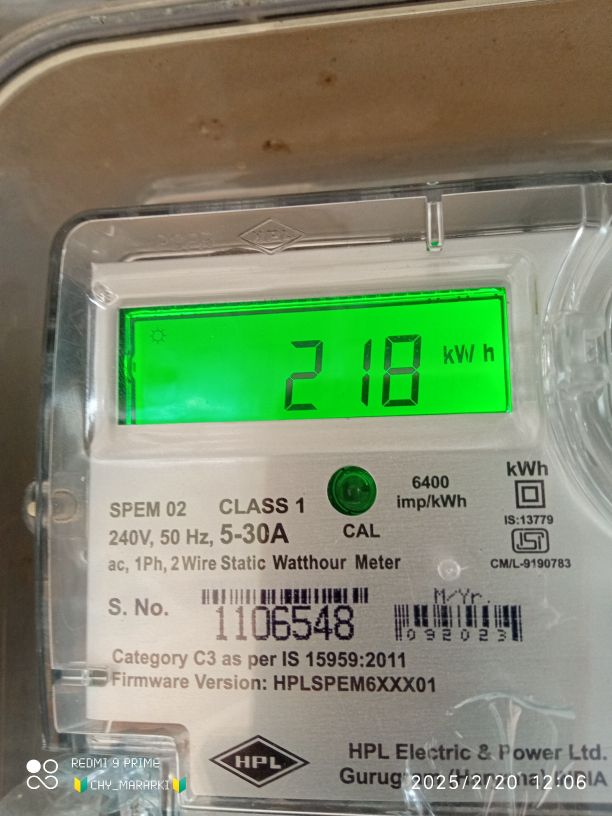 218 kW h
SPEM 02 CLASS 1
6400
imp/kWh
kWh
240V, 50 Hz, 5-30A
CAL
IS:13779
ISI
CM/L-9190783
ac, 1Ph, 2 Wire Static Watthour Meter
S. No. 1106548
M/Yr.
092023
Category C3 as per IS 15959:2011
Firmware Version: HPLSPEM6XXX01
HPL
HPL Electric & Power Ltd.
REDMI 9 PRIME
CHY_MARAPKI
2025/2/20 12:06